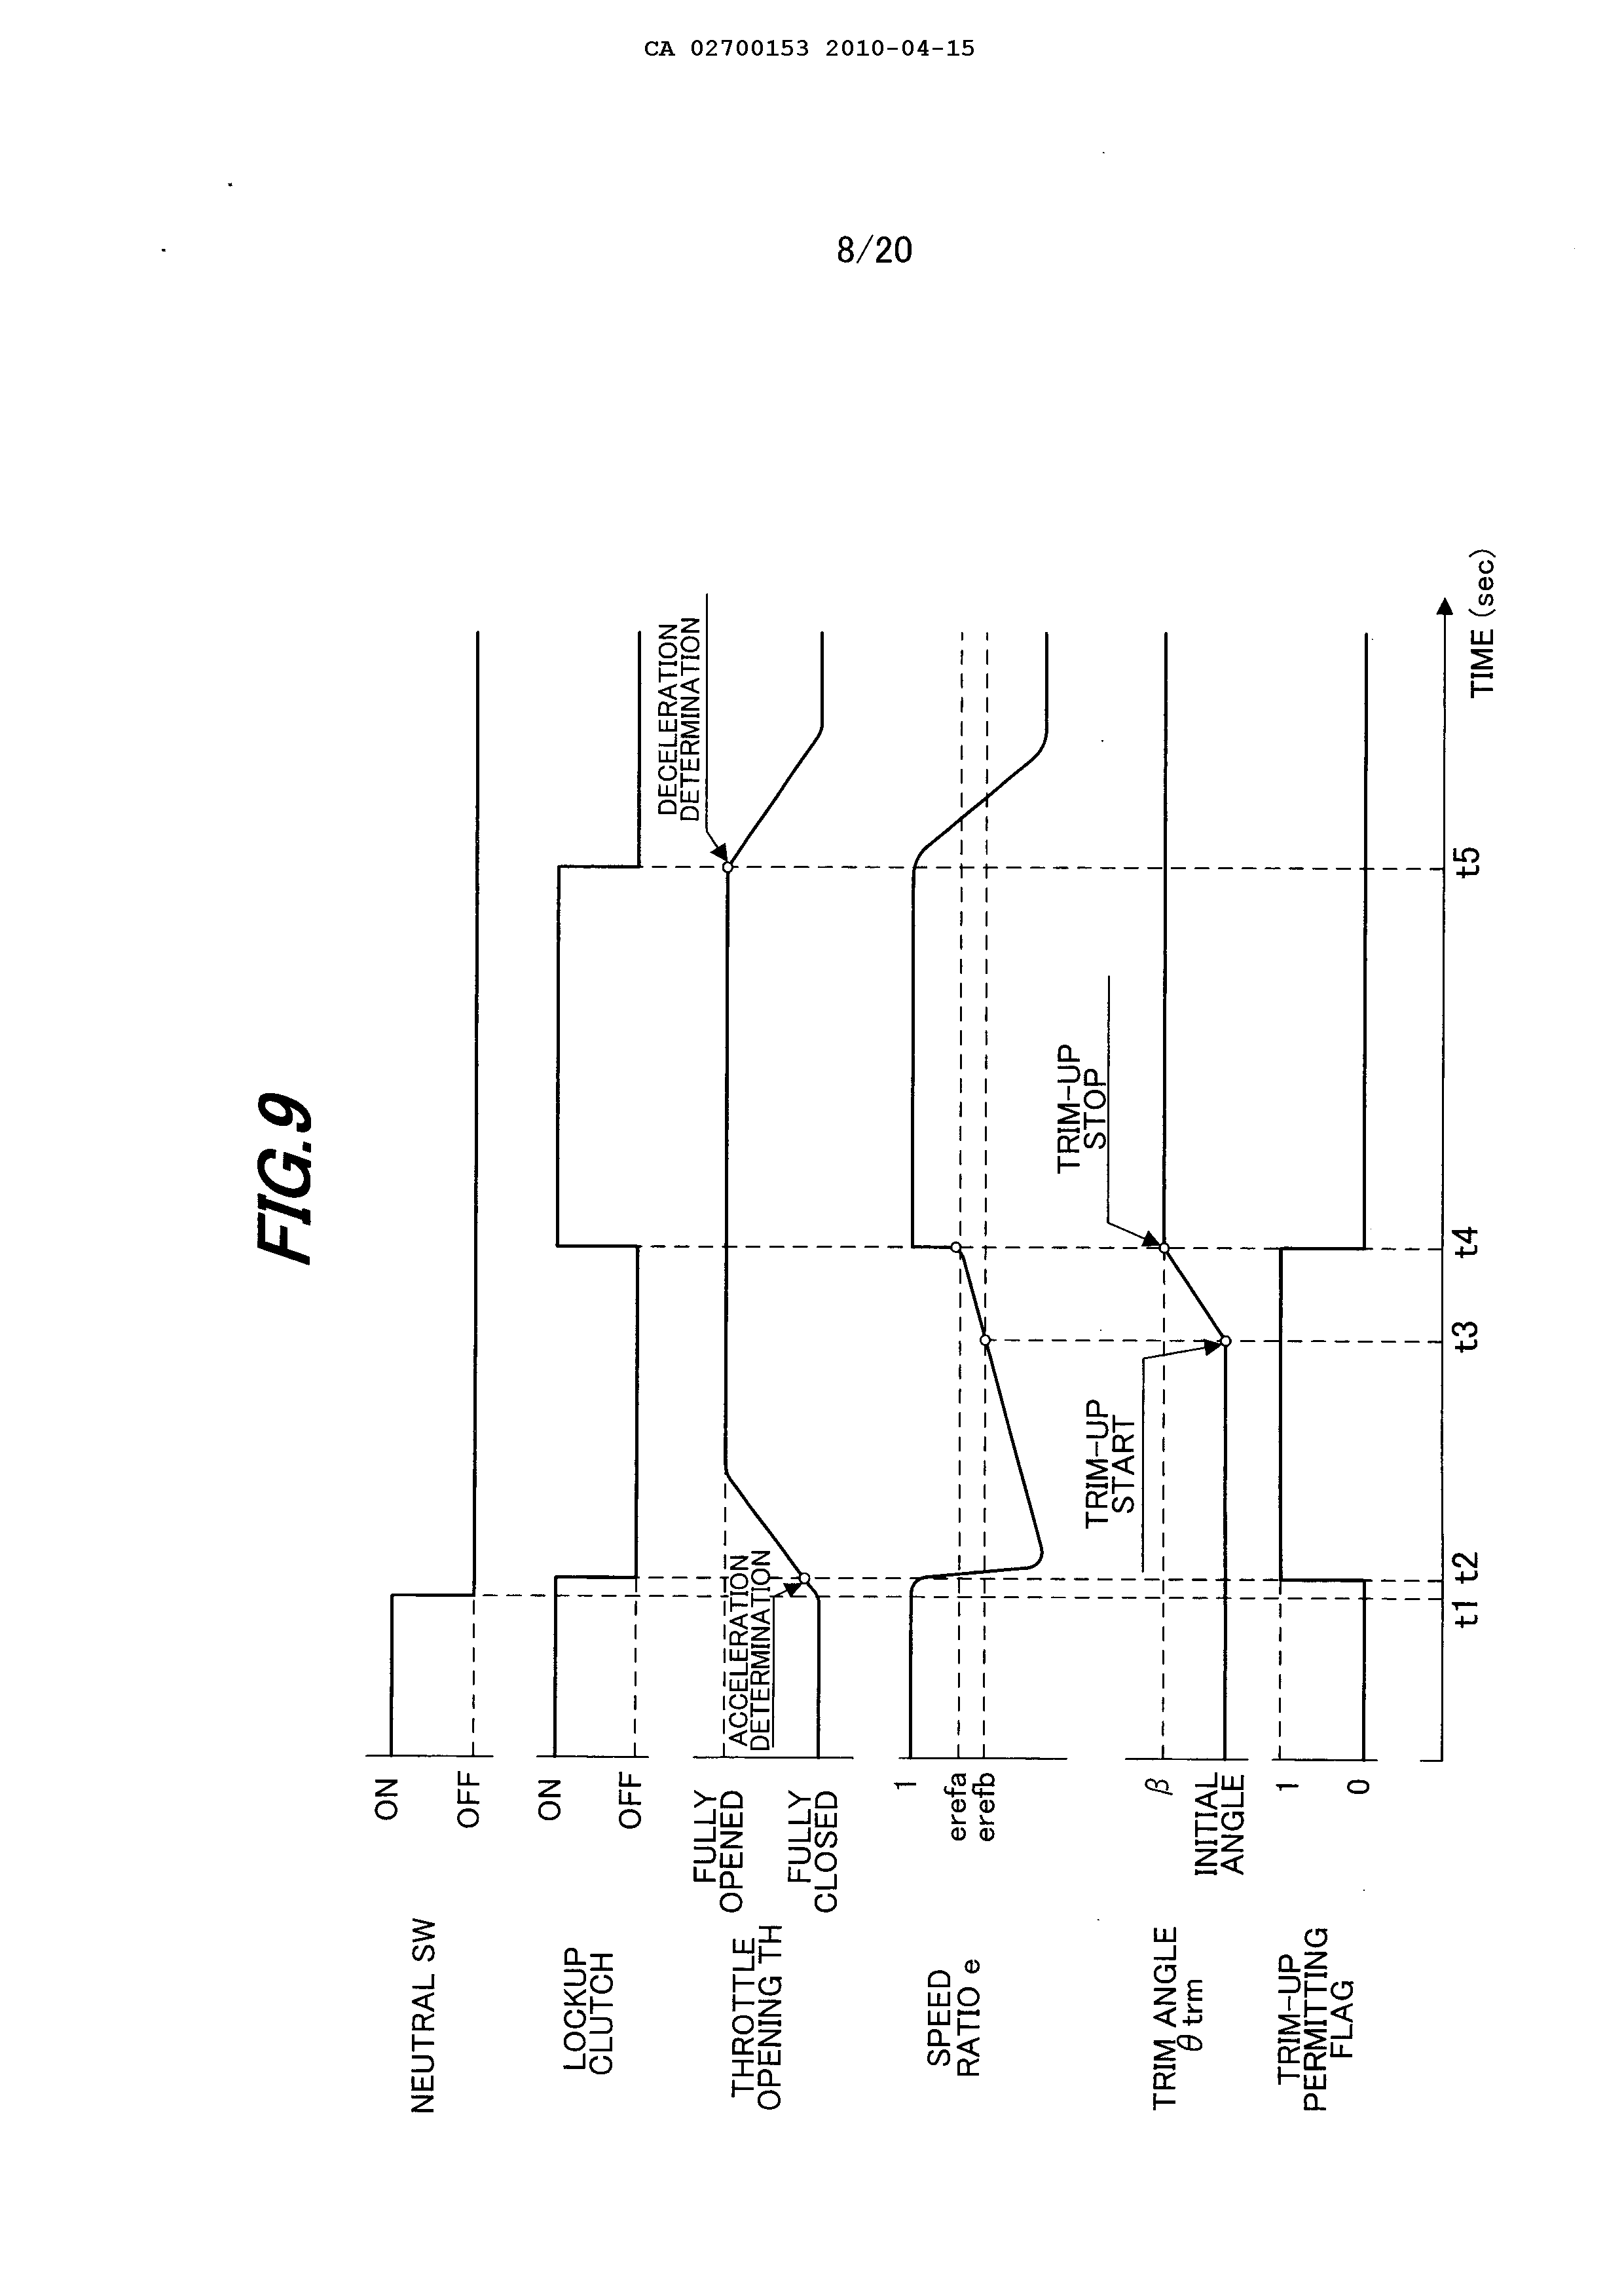 CA 02700153 2010-04-15
8/20
FIG.9
NEUTRAL SW
ON
OFF
LOCKUP
CLUTCH
ON
OFF
THROTTLE
OPENING TH
FULLY
OPENED
FULLY
CLOSED
ACCELERATION
DETERMINATION
DECELERATION
DETERMINATION
SPEED
RATIO e
1
erefa
erefb
TRIM ANGLE
θ trm
β
INITIAL
ANGLE
TRIM-UP
START
TRIM-UP
STOP
TRIM-UP
PERMITTING
FLAG
1
0
t1
t2
t3
t4
t5
TIME (sec)